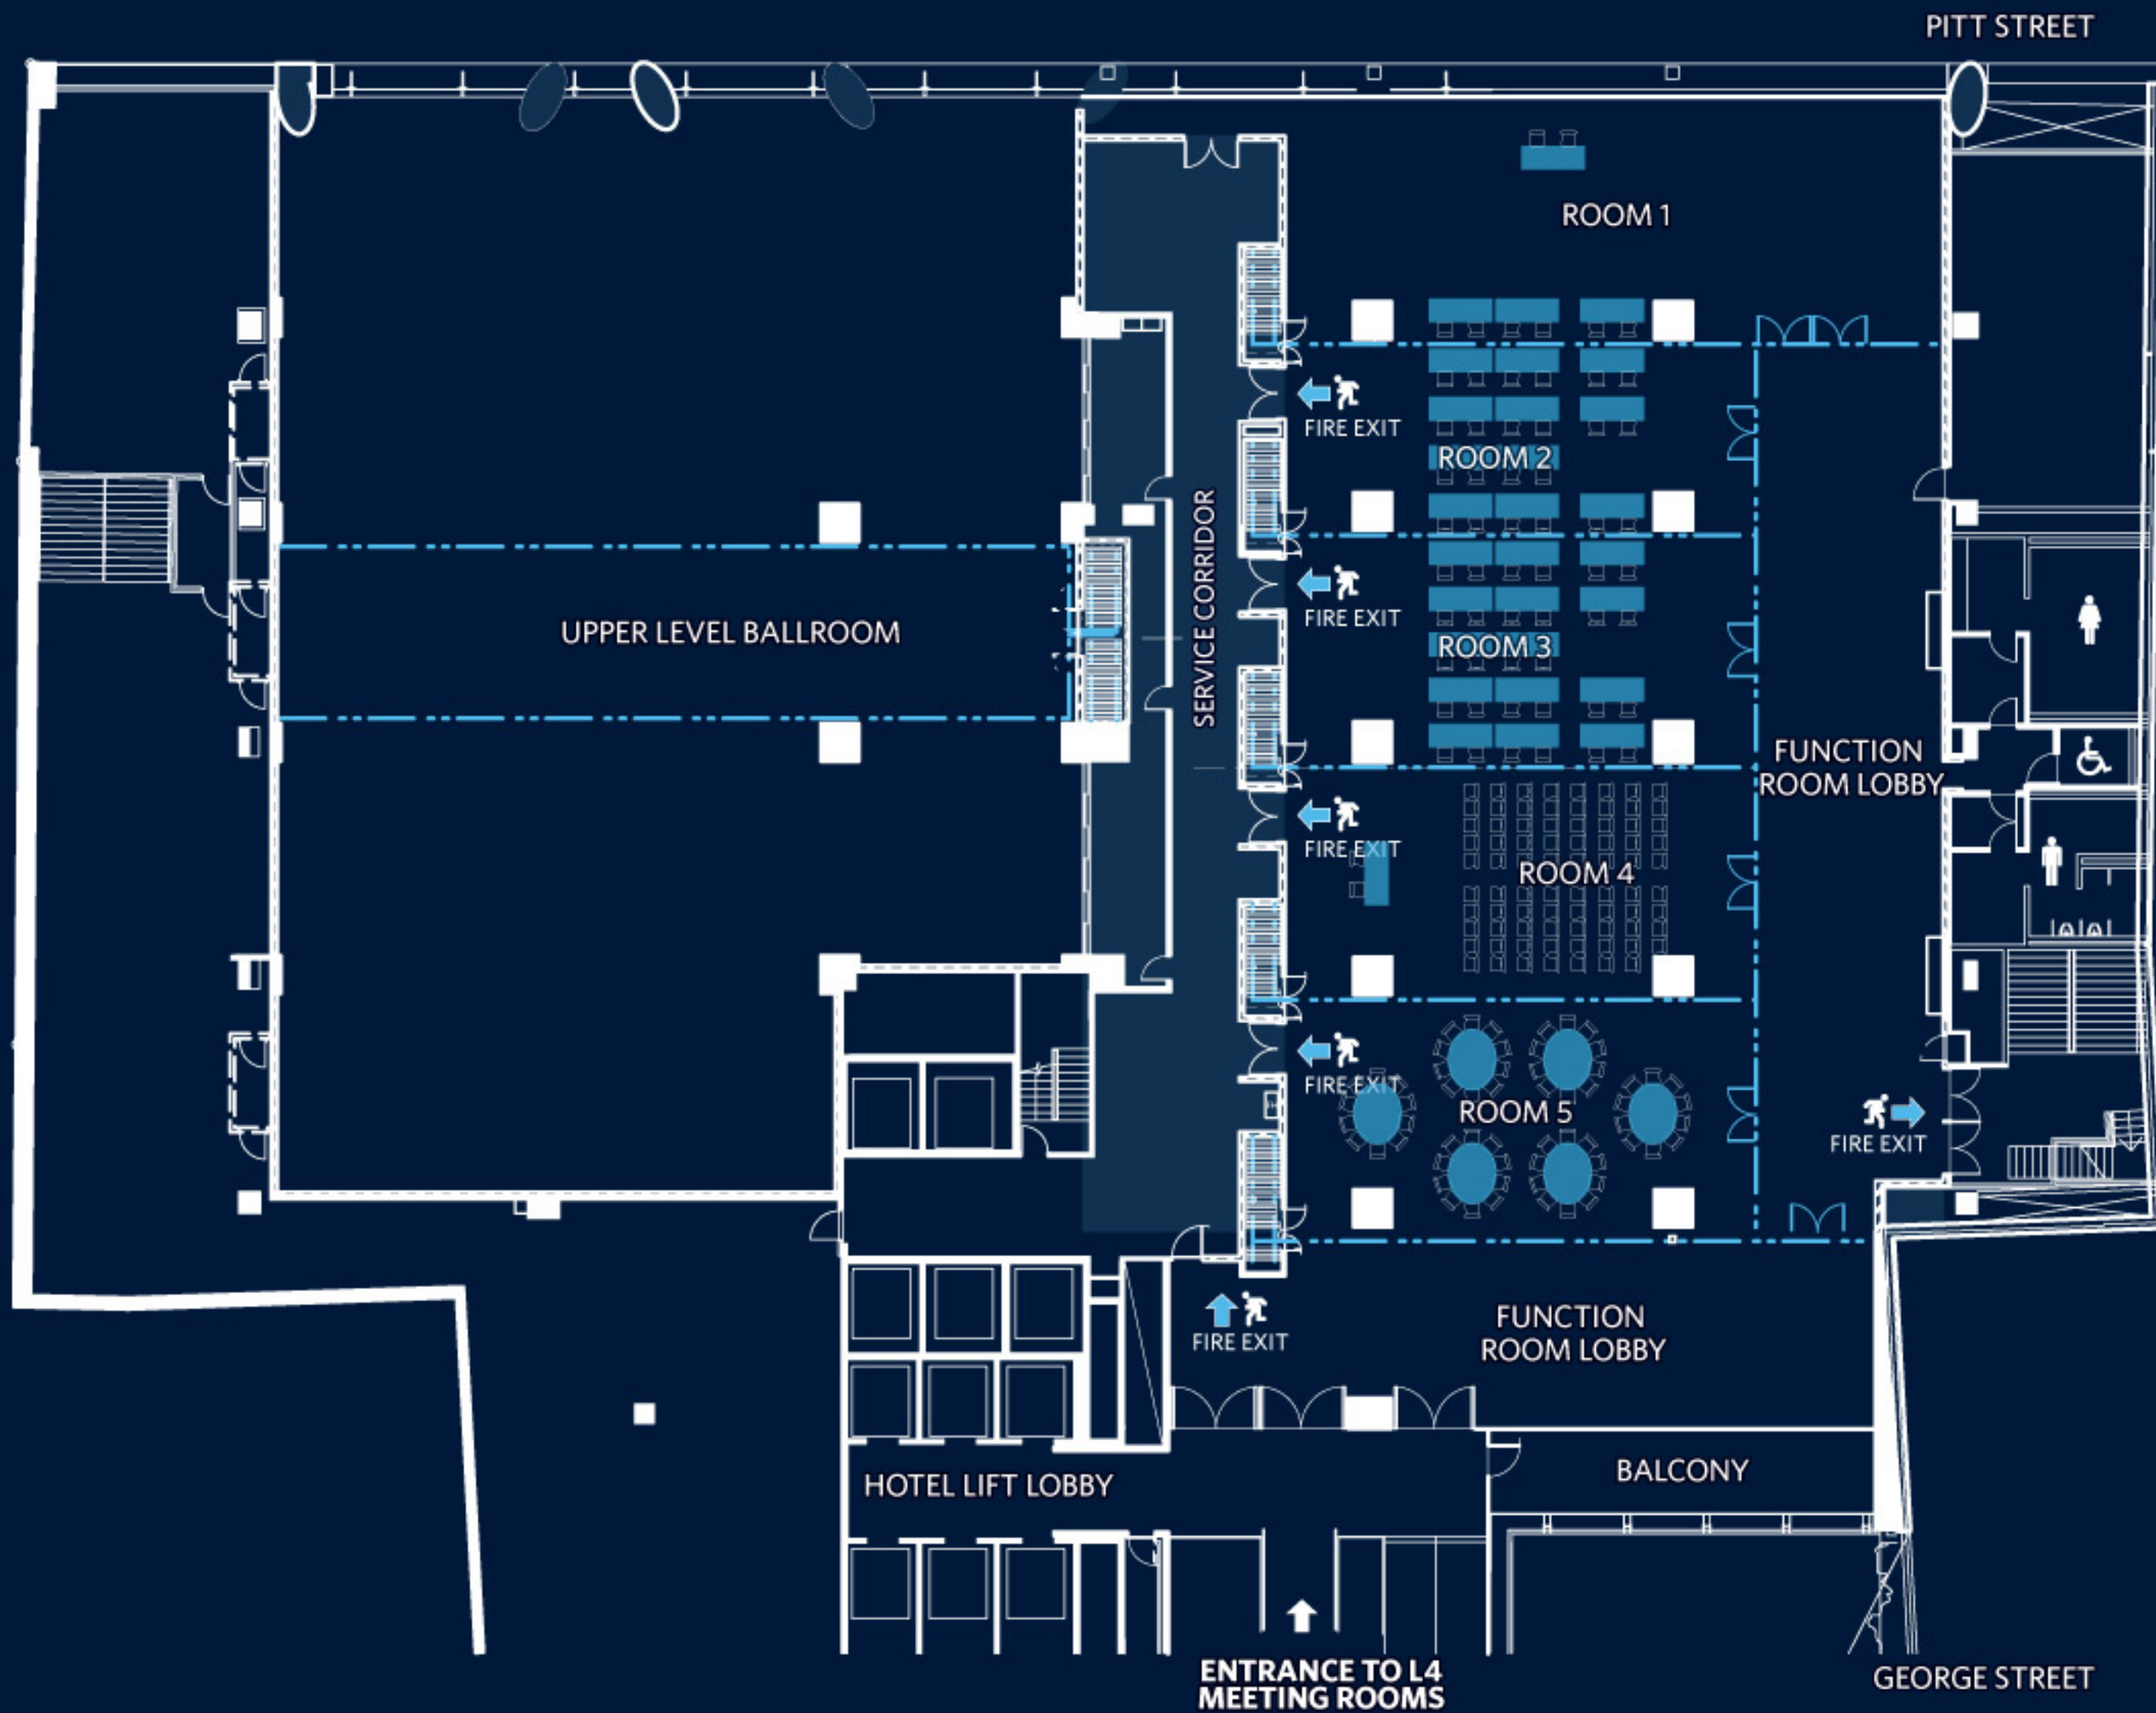 PITT STREET
ROOM 1
FIRE EXIT
ROOM 2
SERVICE CORRIDOR
FIRE EXIT
UPPER LEVEL BALLROOM
ROOM 3
FUNCTION
ROOM LOBBY
FIRE EXIT
ROOM 4
FIRE EXIT
ROOM 5
FIRE EXIT
FUNCTION
ROOM LOBBY
FIRE EXIT
HOTEL LIFT LOBBY
BALCONY
ENTRANCE TO L4
MEETING ROOMS
GEORGE STREET